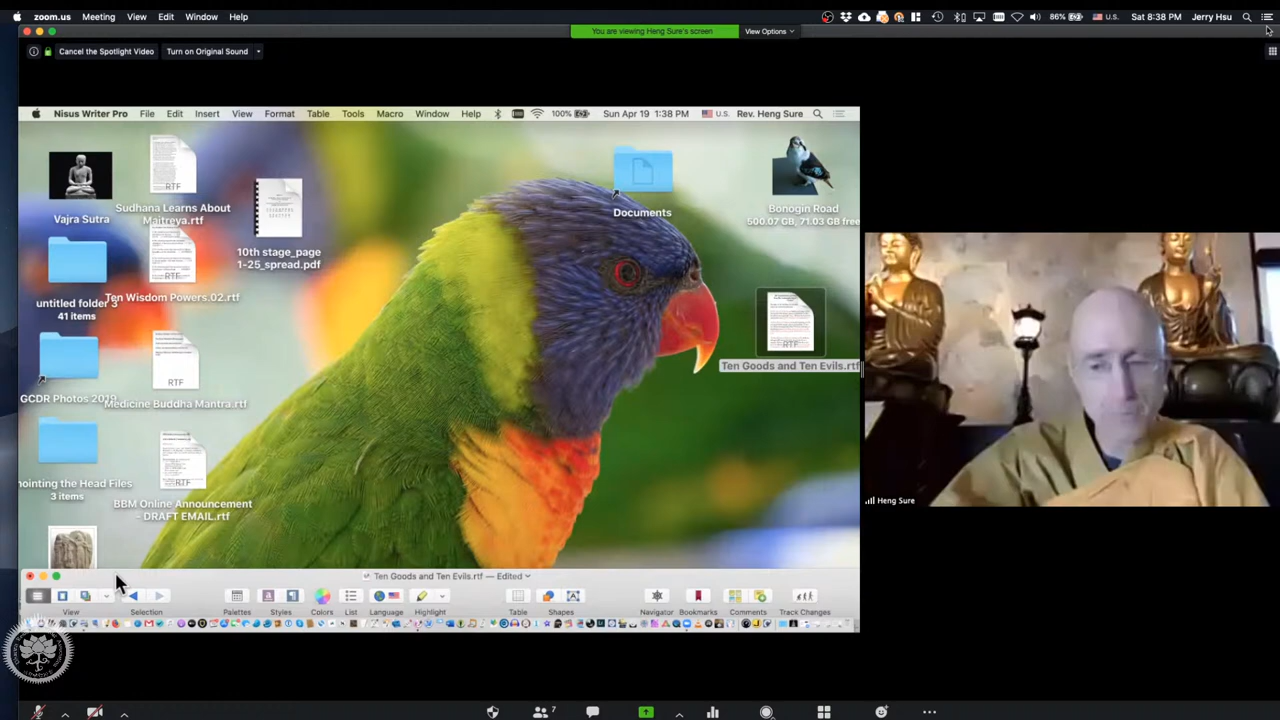 zoom.us Meeting View Edit Window Help 86% U.S. Sat 8:38 PM Jerry Hsu
You are viewing Heng Sure's screen View Options
Cancel the Spotlight Video Turn on Original Sound
Nisus Writer Pro File Edit Insert View Format Table Tools Macro Window Help 100% Sun Apr 19 1:38 PM U.S. Rev. Heng Sure
RTF
Vajra Sutra
Sudhana Learns About
Maitreya.rtf
10th stage_page
1-25_spread.pdf
Documents
Bonogin Road
500.07 GB, 71.03 GB free
RTF
untitled folder 3
41 items
Ten Wisdom Powers.02.rtf
RTF
Ten Goods and Ten Evils.rtf
RTF
GCDR Photos 2019
Medicine Buddha Mantra.rtf
RTF
nointing the Head Files
3 items
BBM Online Announcement
- DRAFT EMAIL.rtf
Heng Sure
Ten Goods and Ten Evils.rtf — Edited
View Selection Palettes Styles Colors List Language Highlight Table Shapes Navigator Bookmarks Comments Track Changes
7